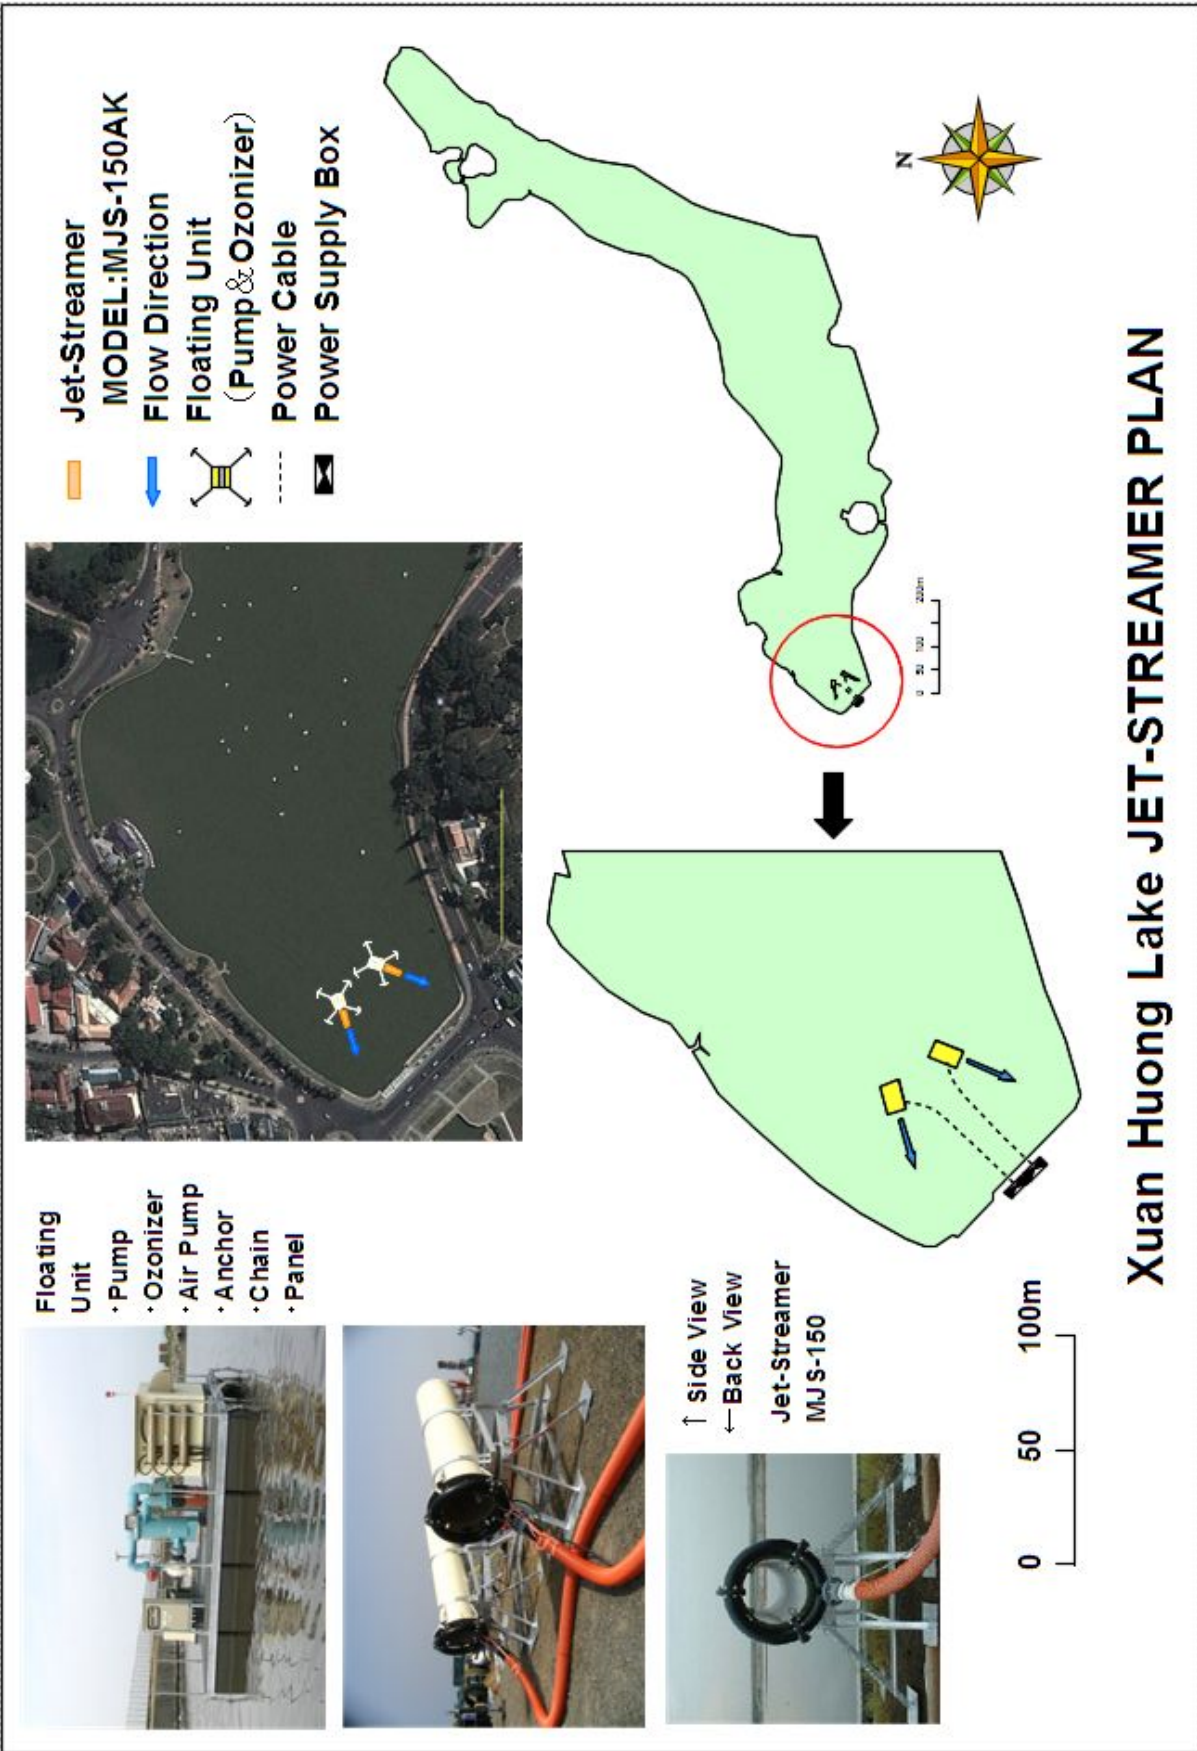 Floating
Unit
・Pump
・Ozonizer
・Air Pump
・Anchor
・Chain
・Panel
Jet-Streamer
MODEL:MJS-150AK
Flow Direction
Floating Unit
(Pump&Ozonizer)
Power Cable
Power Supply Box
↑ Side View
←Back View
Jet-Streamer
MJS-150
N
0 50 100 200m
0 50 100m
Xuan Huong Lake JET-STREAMER PLAN